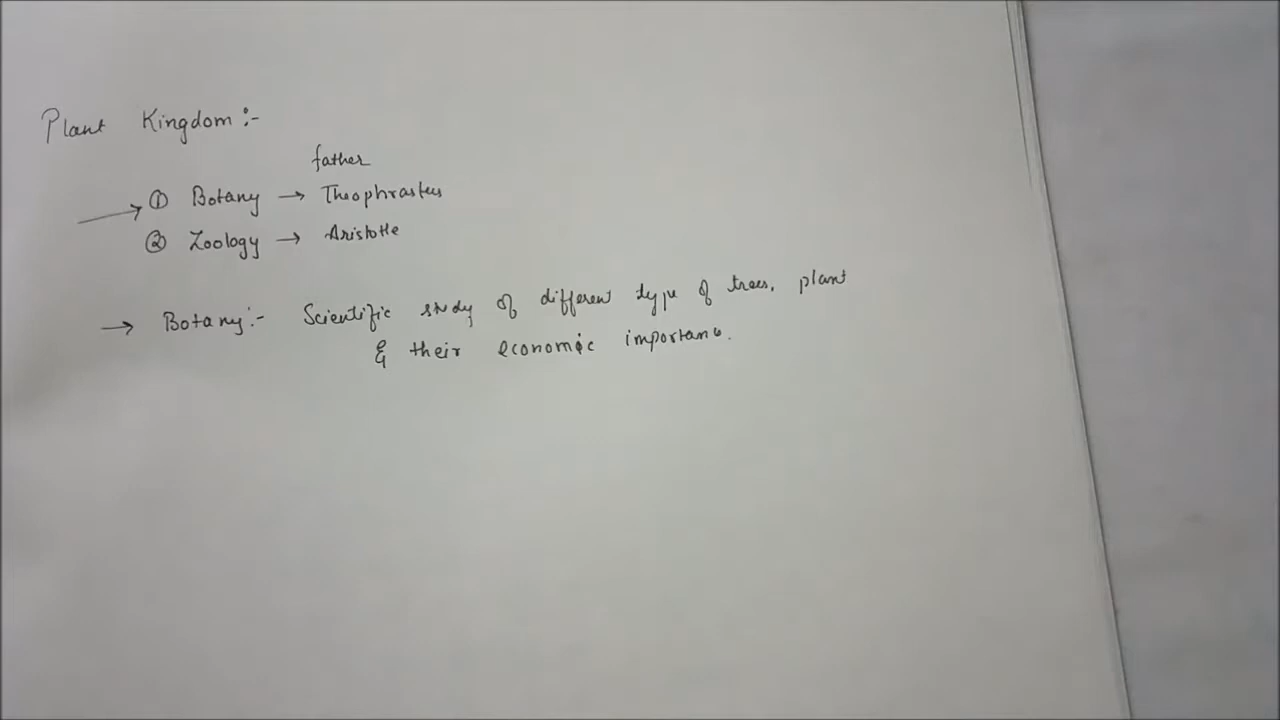 Plant Kingdom :-
father
→ ① Botany → Theophrastus
② Zoology → Aristotle
→ Botany :- Scientific study of different type of trees, plant
& their economic importance.